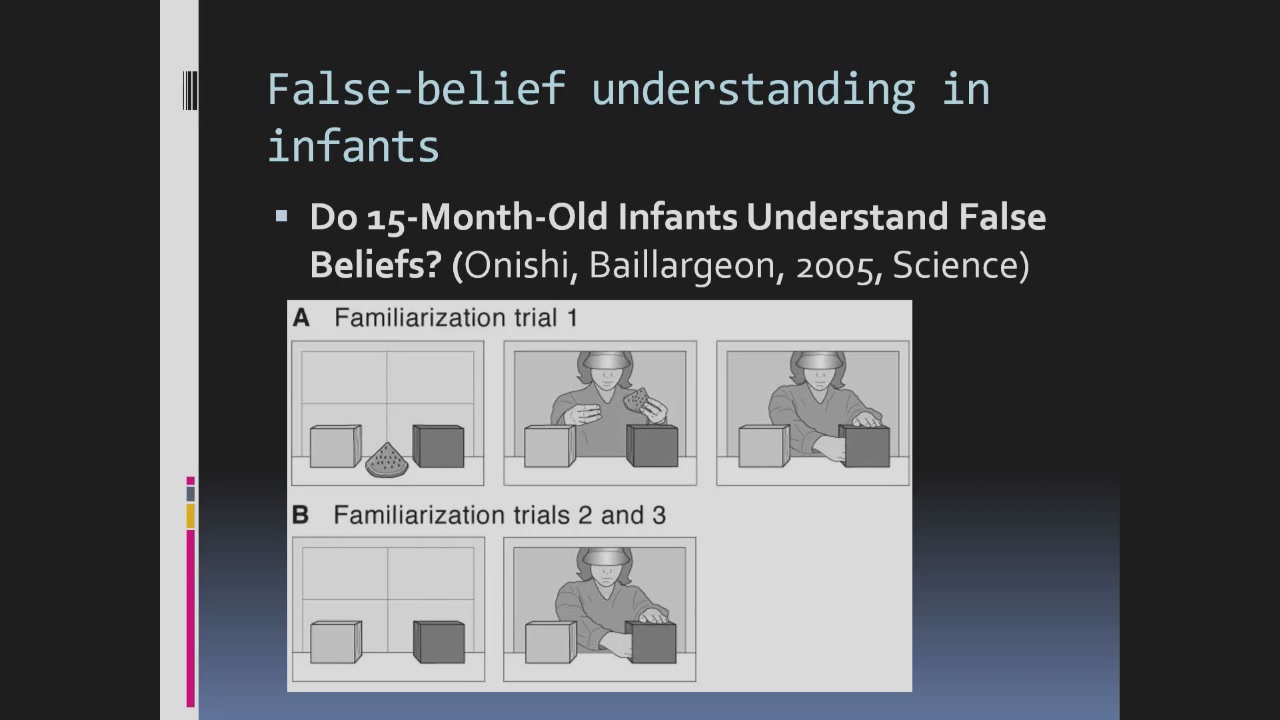 False-belief understanding in
infants
Do 15-Month-Old Infants Understand False
Beliefs? (Onishi, Baillargeon, 2005, Science)
A Familiarization trial 1
B Familiarization trials 2 and 3